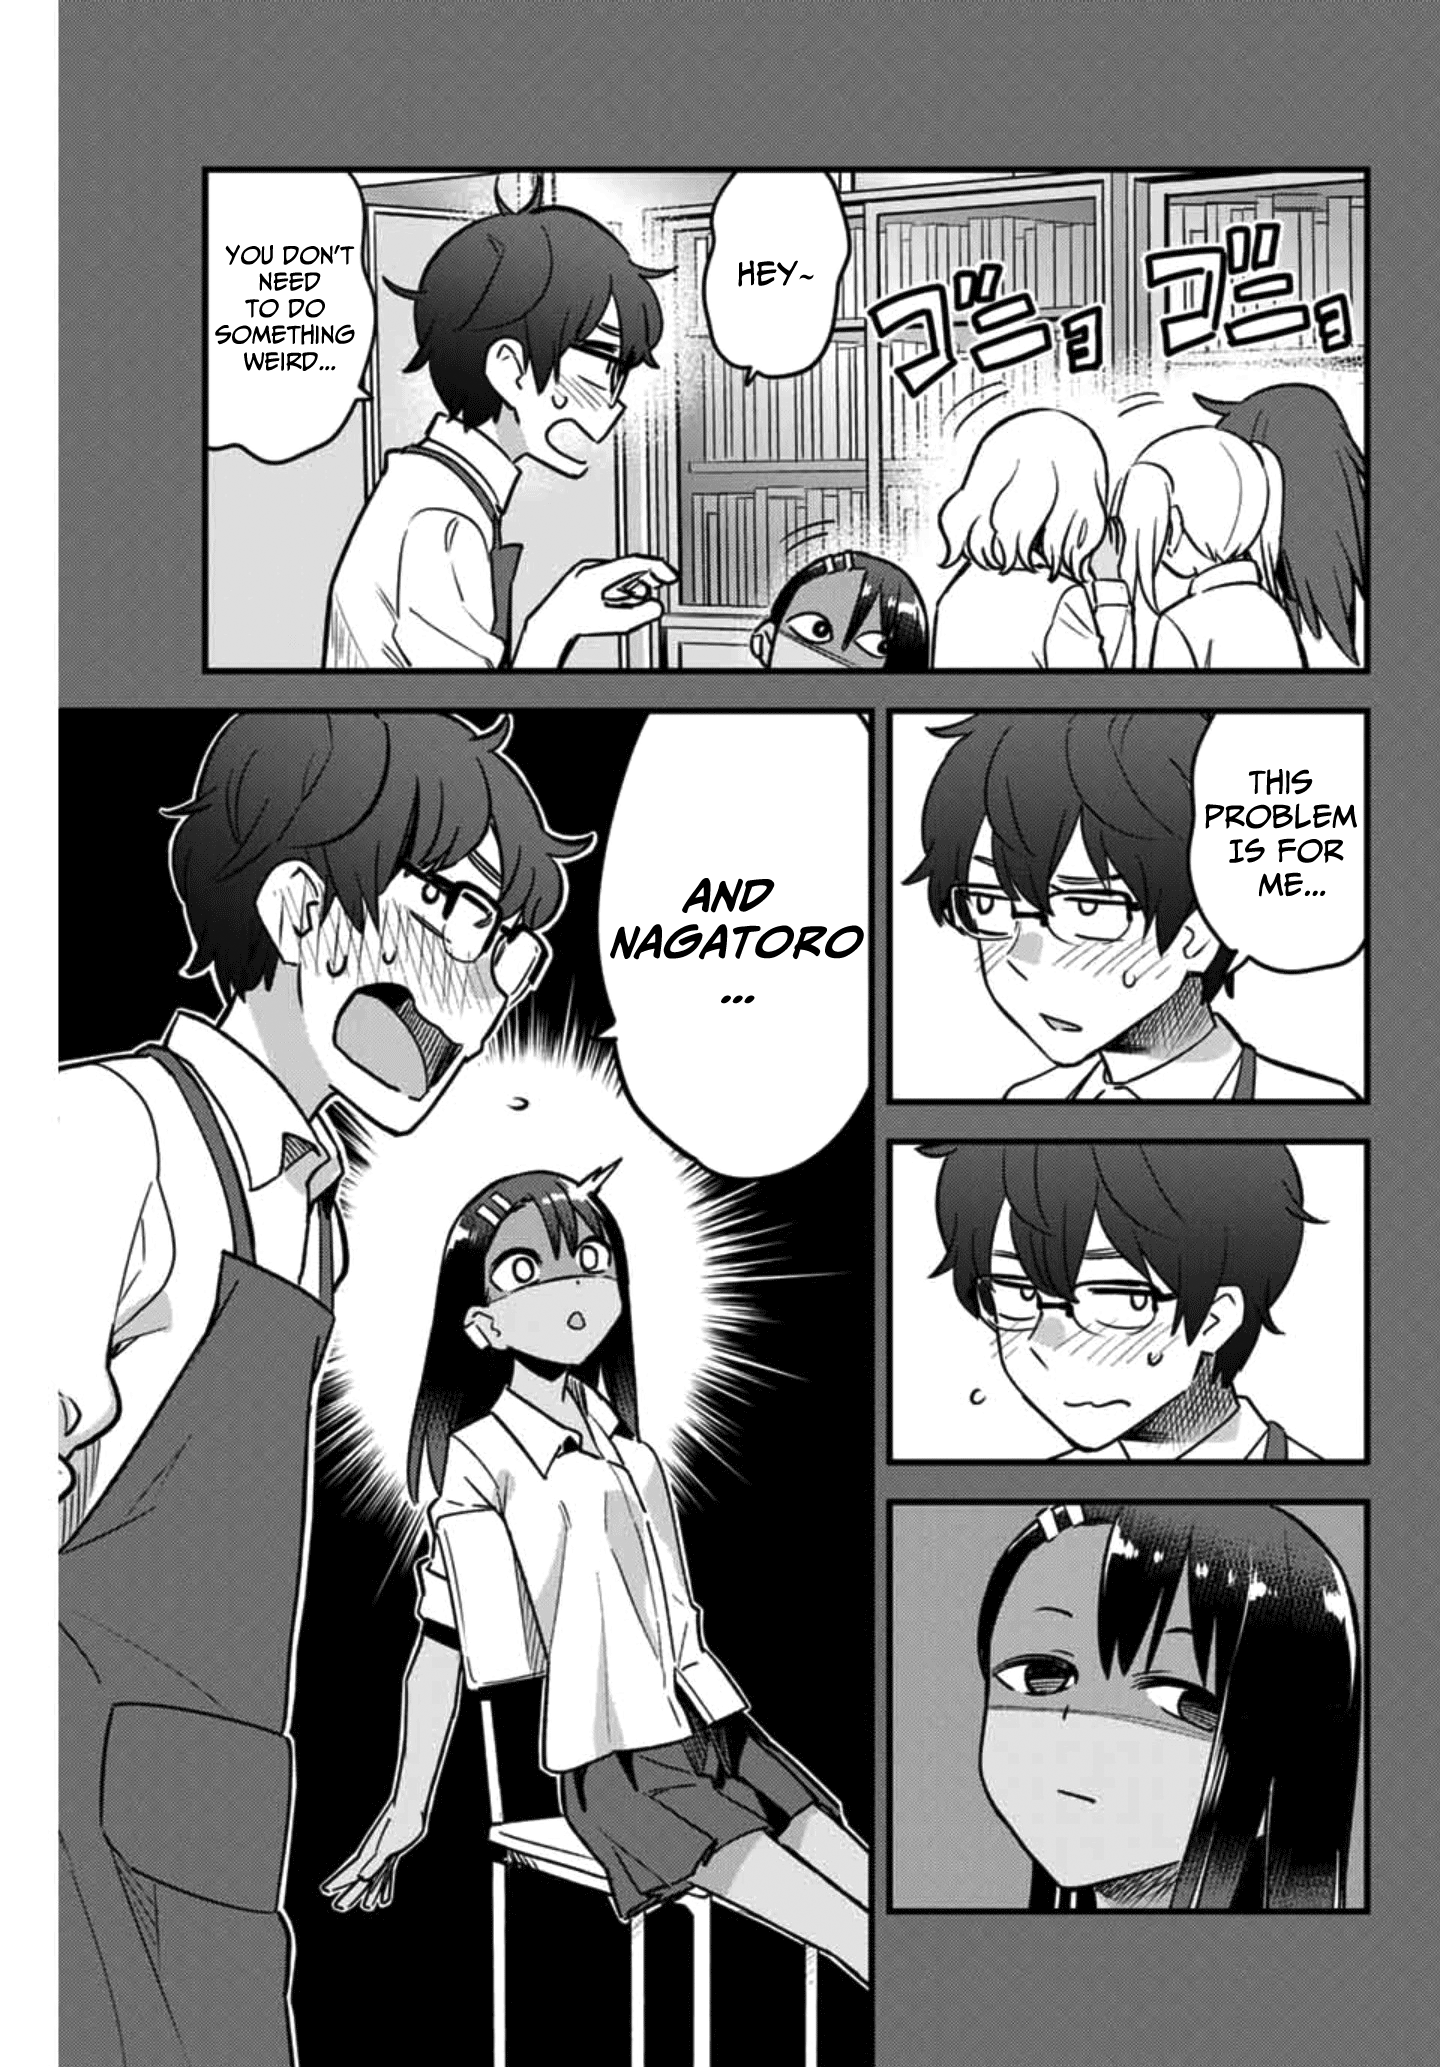 HEY~
ゴニョ
ゴニョ
YOU DON'T
NEED
TO DO
SOMETHING
WEIRD...
THIS
PROBLEM
IS FOR
ME...
AND
NAGATORO
...